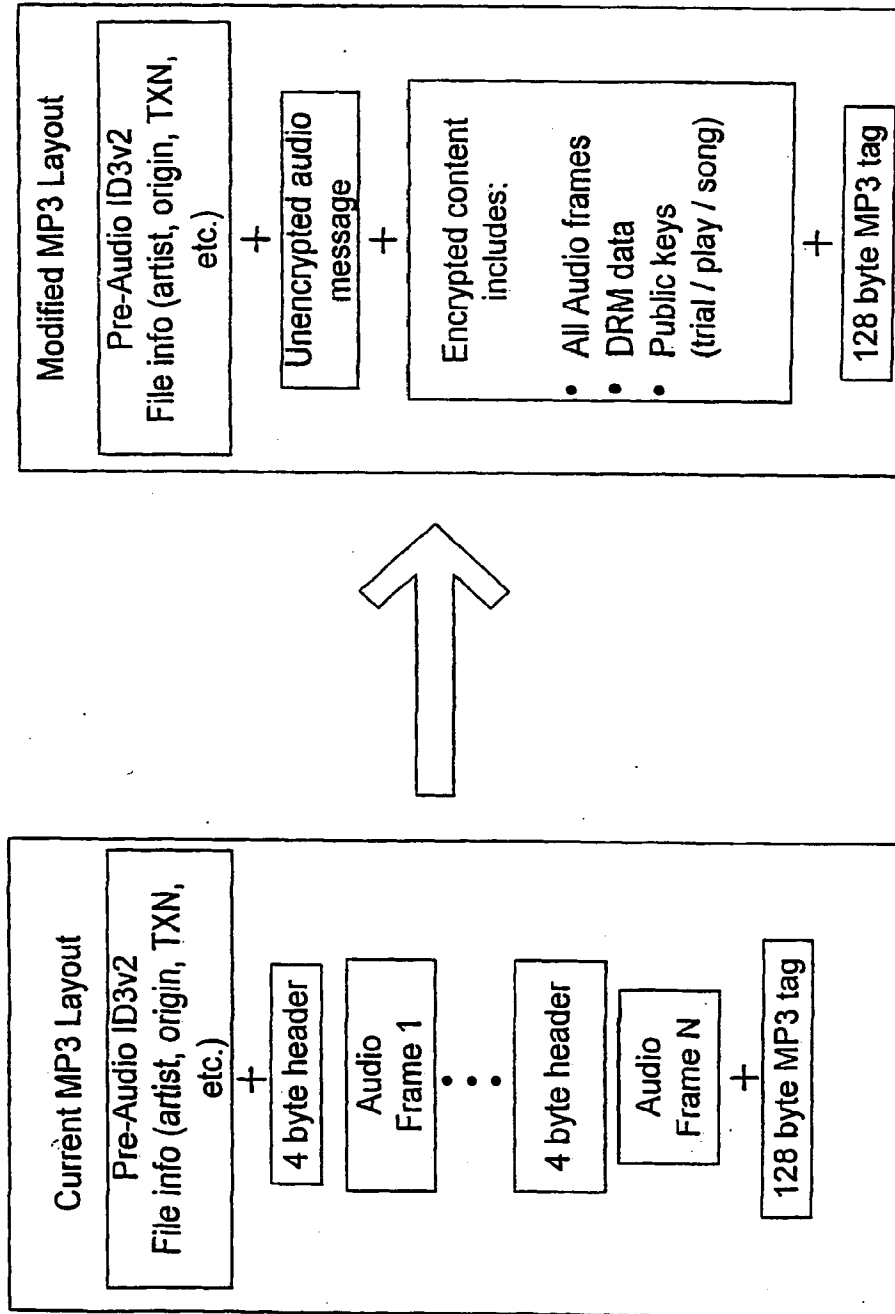 Current MP3 Layout
Pre-Audio ID3v2
File info (artist, origin, TXN,
etc.)
+
4 byte header
Audio
Frame 1
• • •
4 byte header
Audio
Frame N
+
128 byte MP3 tag
Modified MP3 Layout
Pre-Audio ID3v2
File info (artist, origin, TXN,
etc.)
+
Unencrypted audio
message
+
Encrypted content
includes:
• All Audio frames
• DRM data
• Public keys
(trial / play / song)
+
128 byte MP3 tag